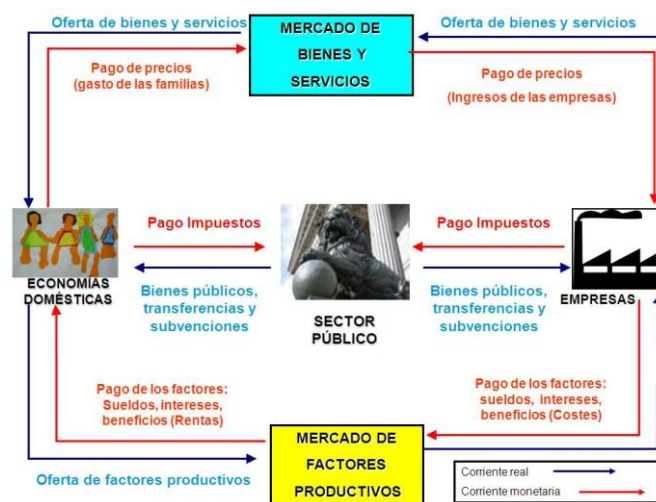 Oferta de bienes y servicios
MERCADO DE
BIENES Y
SERVICIOS
Oferta de bienes y servicios
Pago de precios
(gasto de las familias)
Pago de precios
(Ingresos de las empresas)
Pago Impuestos
Pago Impuestos
ECONOMÍAS
DOMÉSTICAS
Bienes públicos,
transferencias y
subvenciones
SECTOR
PÚBLICO
Bienes públicos,
transferencias y
subvenciones
EMPRESAS
Pago de los factores:
Sueldos, intereses,
beneficios (Rentas)
Pago de los factores:
sueldos, intereses,
beneficios (Costes)
MERCADO DE
FACTORES
PRODUCTIVOS
Oferta de factores productivos
Corriente real
Corriente monetaria